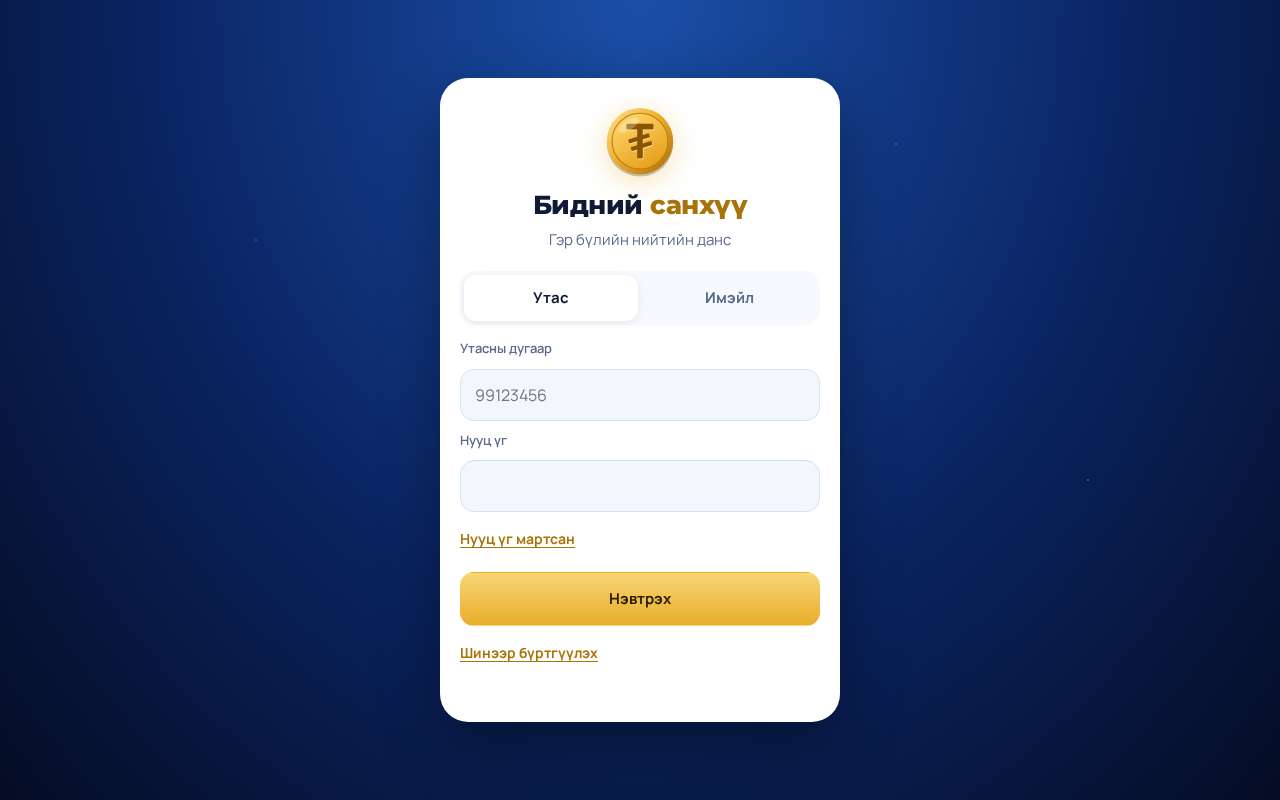 ₮
Бидний санхүү
Гэр бүлийн нийтийн данс
Утас Имэйл
Утасны дугаар
99123456
Нууц үг
Нууц үг мартсан
Нэвтрэх
Шинээр бүртгүүлэх